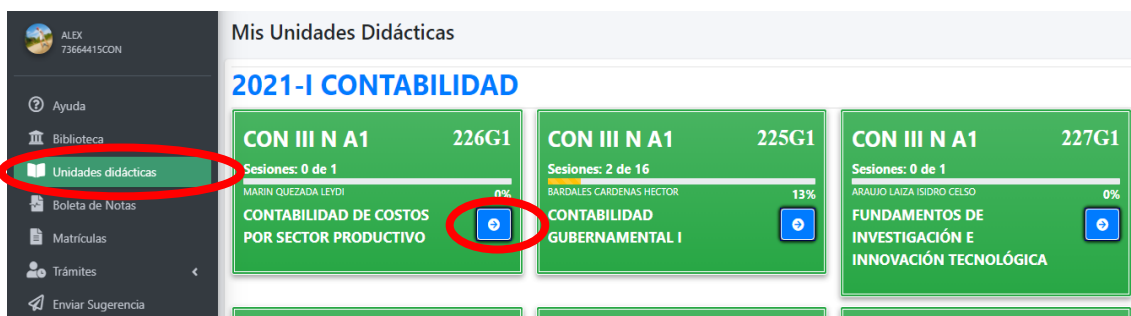 ALEX
73664415CON
Ayuda
Biblioteca
Unidades didácticas
Boleta de Notas
Matrículas
Trámites
Enviar Sugerencia
Mis Unidades Didácticas
2021-I CONTABILIDAD
CON III N A1 226G1
Sesiones: 0 de 1
MARIN QUEZADA LEYDI 0%
CONTABILIDAD DE COSTOS
POR SECTOR PRODUCTIVO
CON III N A1 225G1
Sesiones: 2 de 16
BARDALES CARDENAS HECTOR 13%
CONTABILIDAD
GUBERNAMENTAL I
CON III N A1 227G1
Sesiones: 0 de 1
ARAUJO LAIZA ISIDRO CELSO 0%
FUNDAMENTOS DE
INVESTIGACIÓN E
INNOVACIÓN TECNOLÓGICA